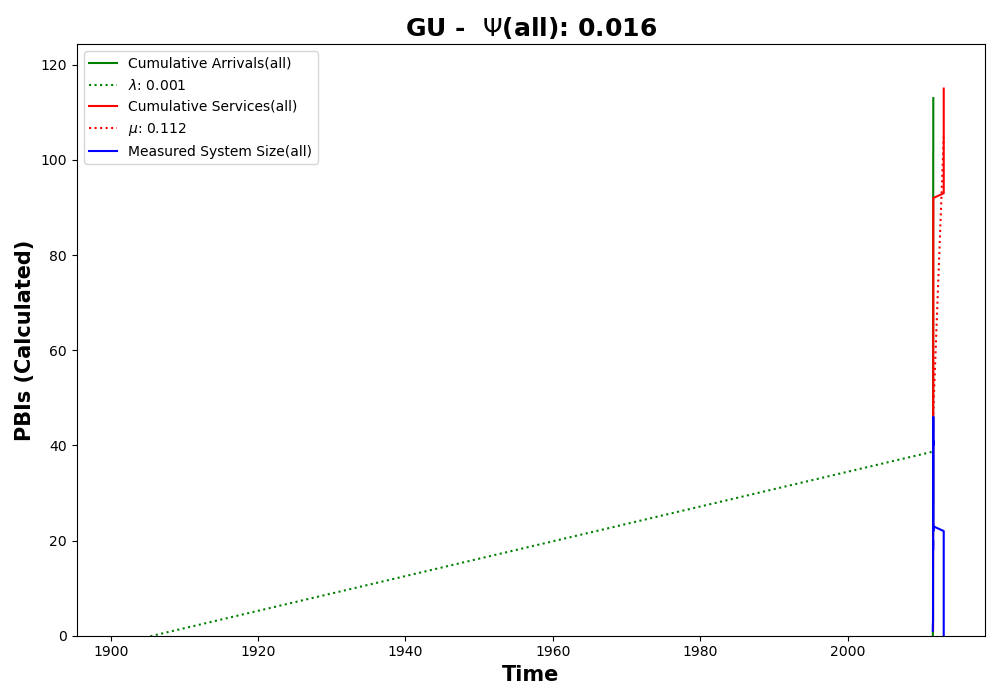 GU -  Ψ(all): 0.016
Cumulative Arrivals(all)
λ: 0.001
Cumulative Services(all)
μ: 0.112
Measured System Size(all)
PBIs (Calculated)
120
100
80
60
40
20
0
1900 1920 1940 1960 1980 2000
Time